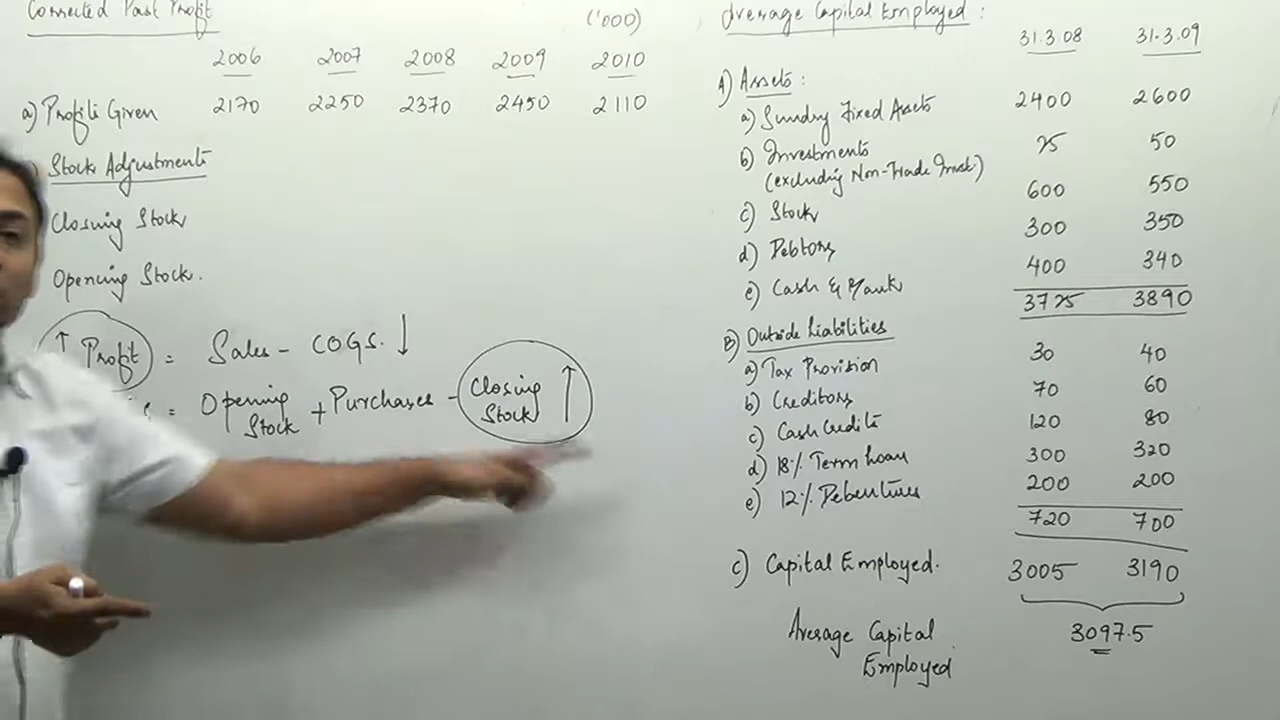 Corrected Past Profit
('000)
2006 2007 2008 2009 2010
a) Profits Given 2170 2250 2370 2450 2110
Stock Adjustments
Closing Stock
Opening Stock.
↑ Profit = Sales - COGS. ↓
= Opening Stock + Purchases - Closing Stock ↑
Average Capital Employed :
31.3.08 31.3.09
A) Assets :
a) Sundry Fixed Assets 2400 2600
b) Investments 25 50
(excluding Non-Trade Invst.)
c) Stock 600 550
d) Debtors 300 350
e) Cash & Bank 400 340
3725 3890
B) Outside Liabilities
a) Tax Provision 30 40
b) Creditors 70 60
c) Cash Credits 120 80
d) 18% Term Loan 300 320
e) 12% Debentures 200 200
720 700
c) Capital Employed. 3005 3190
Average Capital Employed 3097.5